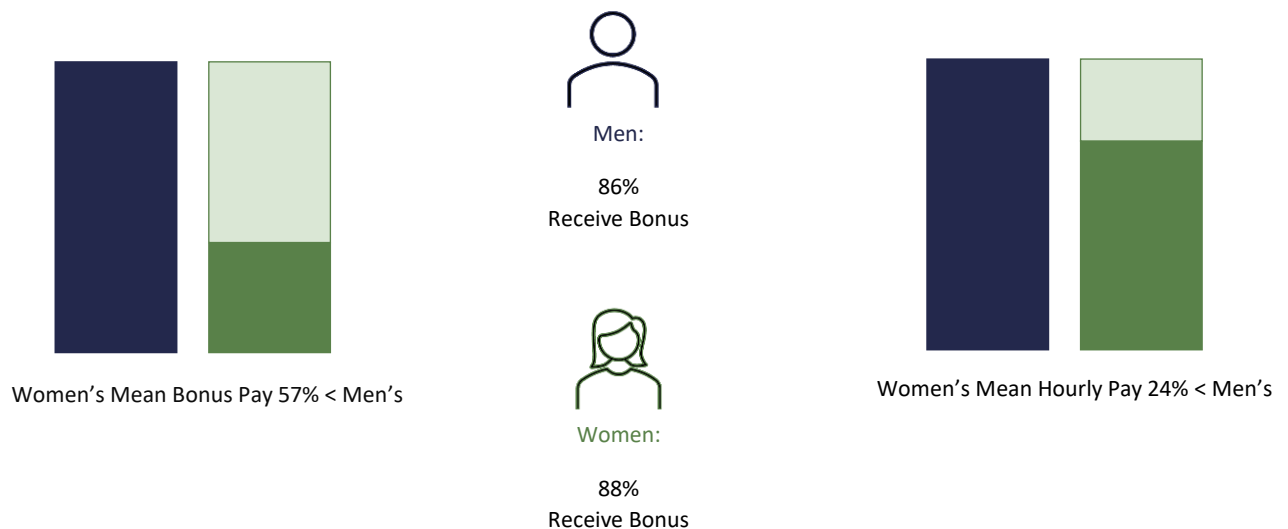 Men:
86%
Receive Bonus
Women’s Mean Bonus Pay 57% < Men’s
Women’s Mean Hourly Pay 24% < Men’s
Women:
88%
Receive Bonus